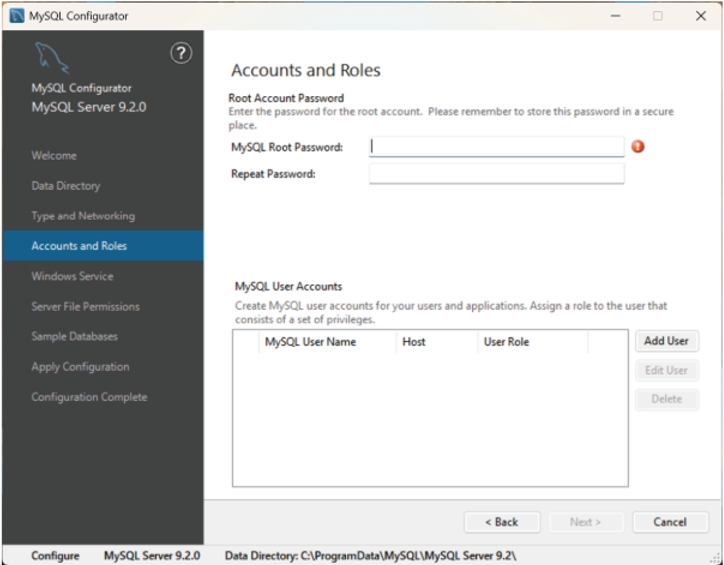 MySQL Configurator
?
MySQL Configurator
MySQL Server 9.2.0
Welcome
Data Directory
Type and Networking
Accounts and Roles
Windows Service
Server File Permissions
Sample Databases
Apply Configuration
Configuration Complete
Accounts and Roles
Root Account Password
Enter the password for the root account.  Please remember to store this password in a secure
place.
MySQL Root Password:
Repeat Password:
MySQL User Accounts
Create MySQL user accounts for your users and applications. Assign a role to the user that
consists of a set of privileges.
MySQL User Name Host User Role
Add User
Edit User
Delete
< Back Next > Cancel
Configure MySQL Server 9.2.0 Data Directory: C:\ProgramData\MySQL\MySQL Server 9.2\